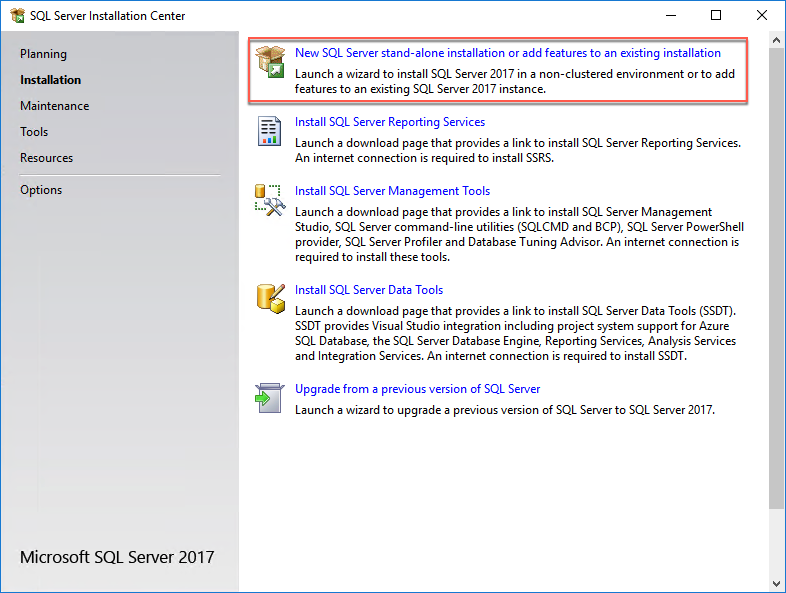 SQL Server Installation Center
Planning
Installation
Maintenance
Tools
Resources
Options
Microsoft SQL Server 2017
New SQL Server stand-alone installation or add features to an existing installation
Launch a wizard to install SQL Server 2017 in a non-clustered environment or to add
features to an existing SQL Server 2017 instance.
Install SQL Server Reporting Services
Launch a download page that provides a link to install SQL Server Reporting Services.
An internet connection is required to install SSRS.
Install SQL Server Management Tools
Launch a download page that provides a link to install SQL Server Management
Studio, SQL Server command-line utilities (SQLCMD and BCP), SQL Server PowerShell
provider, SQL Server Profiler and Database Tuning Advisor. An internet connection is
required to install these tools.
Install SQL Server Data Tools
Launch a download page that provides a link to install SQL Server Data Tools (SSDT).
SSDT provides Visual Studio integration including project system support for Azure
SQL Database, the SQL Server Database Engine, Reporting Services, Analysis Services
and Integration Services. An internet connection is required to install SSDT.
Upgrade from a previous version of SQL Server
Launch a wizard to upgrade a previous version of SQL Server to SQL Server 2017.